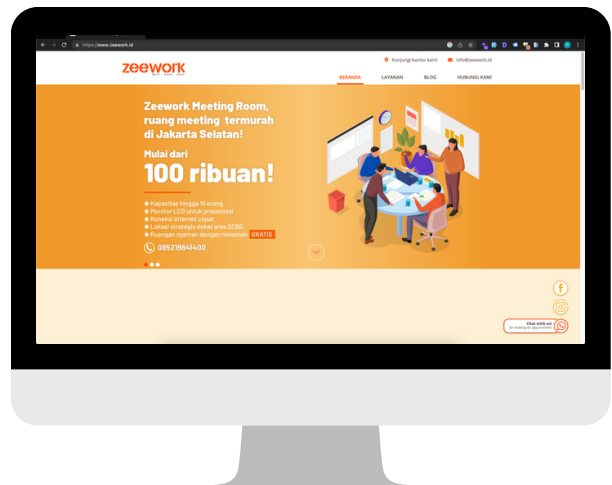 https://www.zeework.id
zeework
Kunjungi kantor kami
info@zeework.id
BERANDA
LAYANAN
BLOG
HUBUNGI KAMI
Zeework Meeting Room,
ruang meeting termurah
di Jakarta Selatan!
Mulai dari
100 ribuan!
Kapasitas hingga 15 orang
Monitor LCD untuk presentasi
Koneksi internet cepat
Lokasi strategis dekat area SCBD
Ruangan nyaman dengan minuman GRATIS
085219841400
Chat with us!